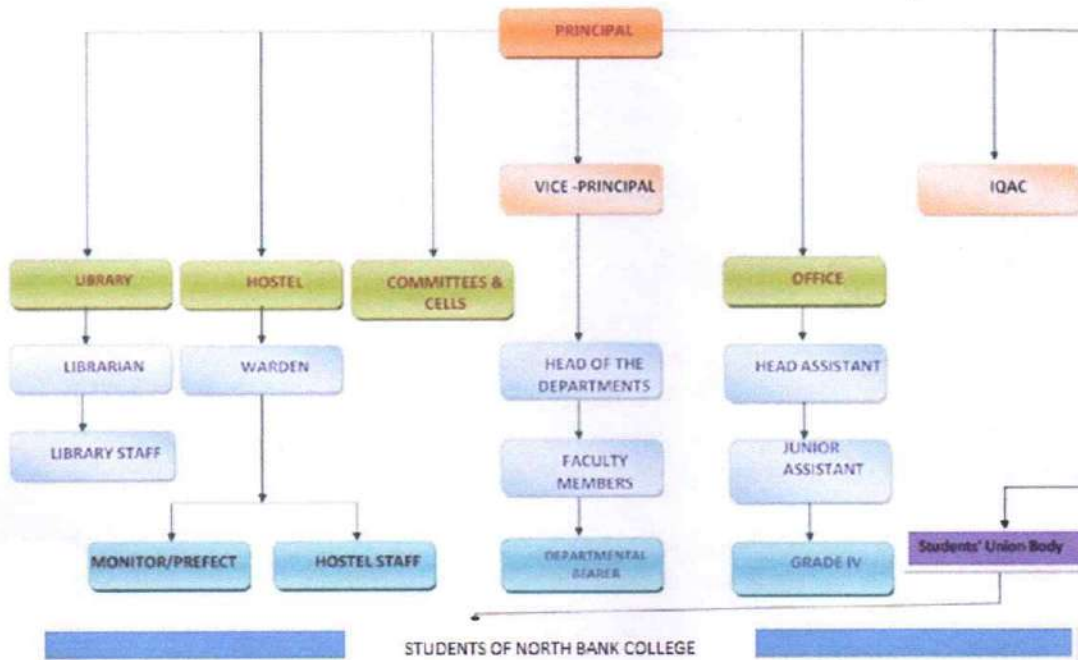 PRINCIPAL
VICE -PRINCIPAL
IQAC
LIBRARY
HOSTEL
COMMITTEES &
CELLS
OFFICE
LIBRARIAN
WARDEN
HEAD OF THE
DEPARTMENTS
HEAD ASSISTANT
LIBRARY STAFF
FACULTY
MEMBERS
JUNIOR
ASSISTANT
MONITOR/PREFECT
HOSTEL STAFF
DEPARTMENTAL
BEARER
GRADE IV
Students' Union Body
STUDENTS OF NORTH BANK COLLEGE